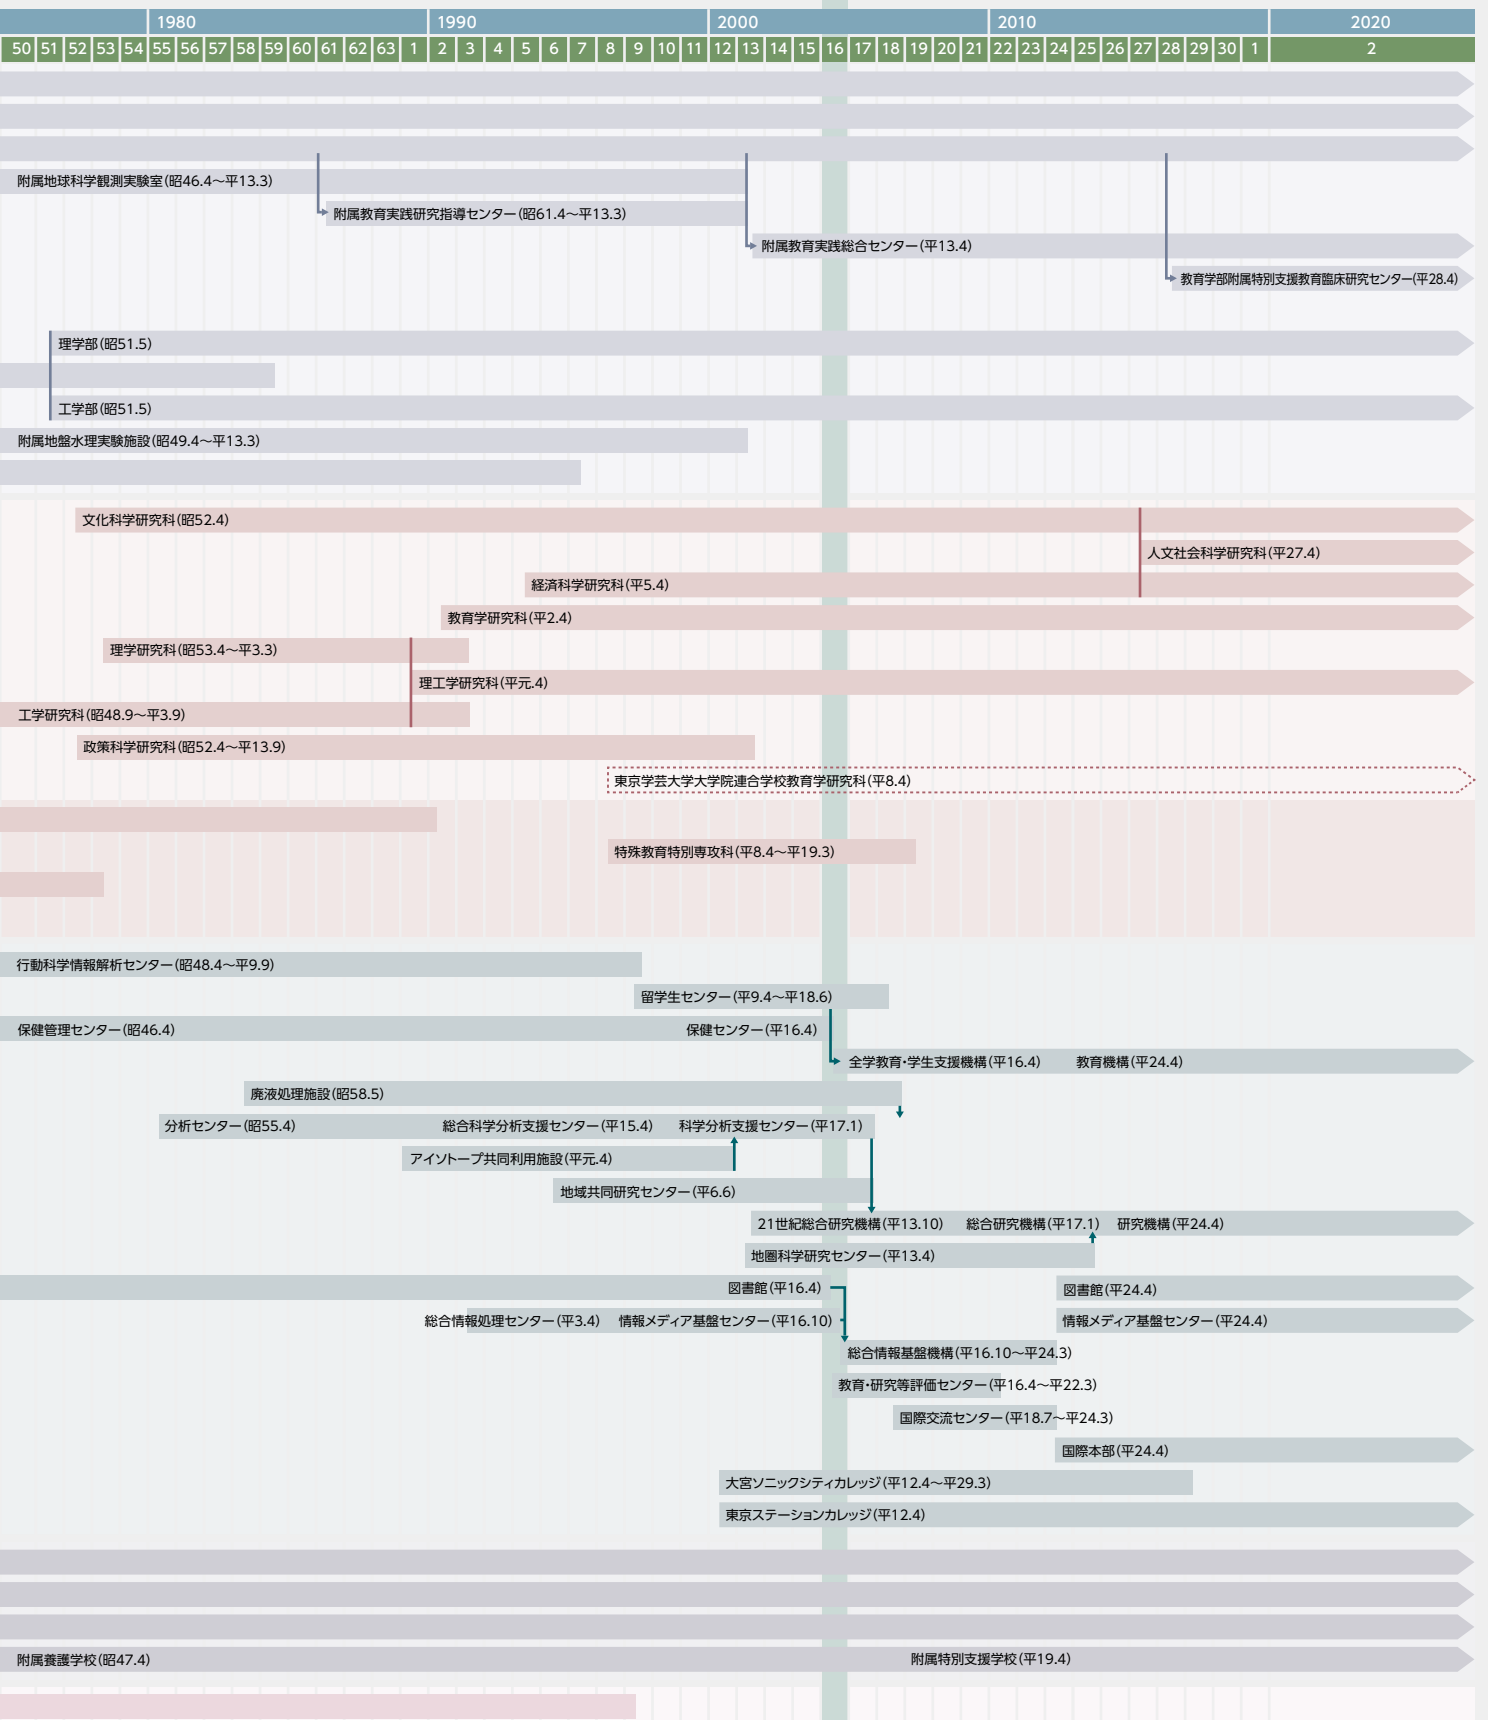 1980 1990 2000 2010 2020
50 51 52 53 54 55 56 57 58 59 60 61 62 63 1 2 3 4 5 6 7 8 9 10 11 12 13 14 15 16 17 18 19 20 21 22 23 24 25 26 27 28 29 30 1 2
附属地球科学観測実験室(昭46.4〜平13.3)
附属教育実践研究指導センター(昭61.4〜平13.3)
附属教育実践総合センター(平13.4)
教育学部附属特別支援教育臨床研究センター(平28.4)
理学部(昭51.5)
工学部(昭51.5)
附属地盤水理実験施設(昭49.4〜平13.3)
文化科学研究科(昭52.4)
人文社会科学研究科(平27.4)
経済科学研究科(平5.4)
教育学研究科(平2.4)
理学研究科(昭53.4〜平3.3)
理工学研究科(平元.4)
工学研究科(昭48.9〜平3.9)
政策科学研究科(昭52.4〜平13.9)
東京学芸大学大学院連合学校教育学研究科(平8.4)
特殊教育特別専攻科(平8.4〜平19.3)
行動科学情報解析センター(昭48.4〜平9.9)
留学生センター(平9.4〜平18.6)
保健管理センター(昭46.4) 保健センター(平16.4)
全学教育・学生支援機構(平16.4) 教育機構(平24.4)
廃液処理施設(昭58.5)
分析センター(昭55.4) 総合科学分析支援センター(平15.4) 科学分析支援センター(平17.1)
アイソトープ共同利用施設(平元.4)
地域共同研究センター(平6.6)
21世紀総合研究機構(平13.10) 総合研究機構(平17.1) 研究機構(平24.4)
地圏科学研究センター(平13.4)
図書館(平16.4) 図書館(平24.4)
総合情報処理センター(平3.4) 情報メディア基盤センター(平16.10) 情報メディア基盤センター(平24.4)
総合情報基盤機構(平16.10〜平24.3)
教育・研究等評価センター(平16.4〜平22.3)
国際交流センター(平18.7〜平24.3)
国際本部(平24.4)
大宮ソニックシティカレッジ(平12.4〜平29.3)
東京ステーションカレッジ(平12.4)
附属養護学校(昭47.4) 附属特別支援学校(平19.4)